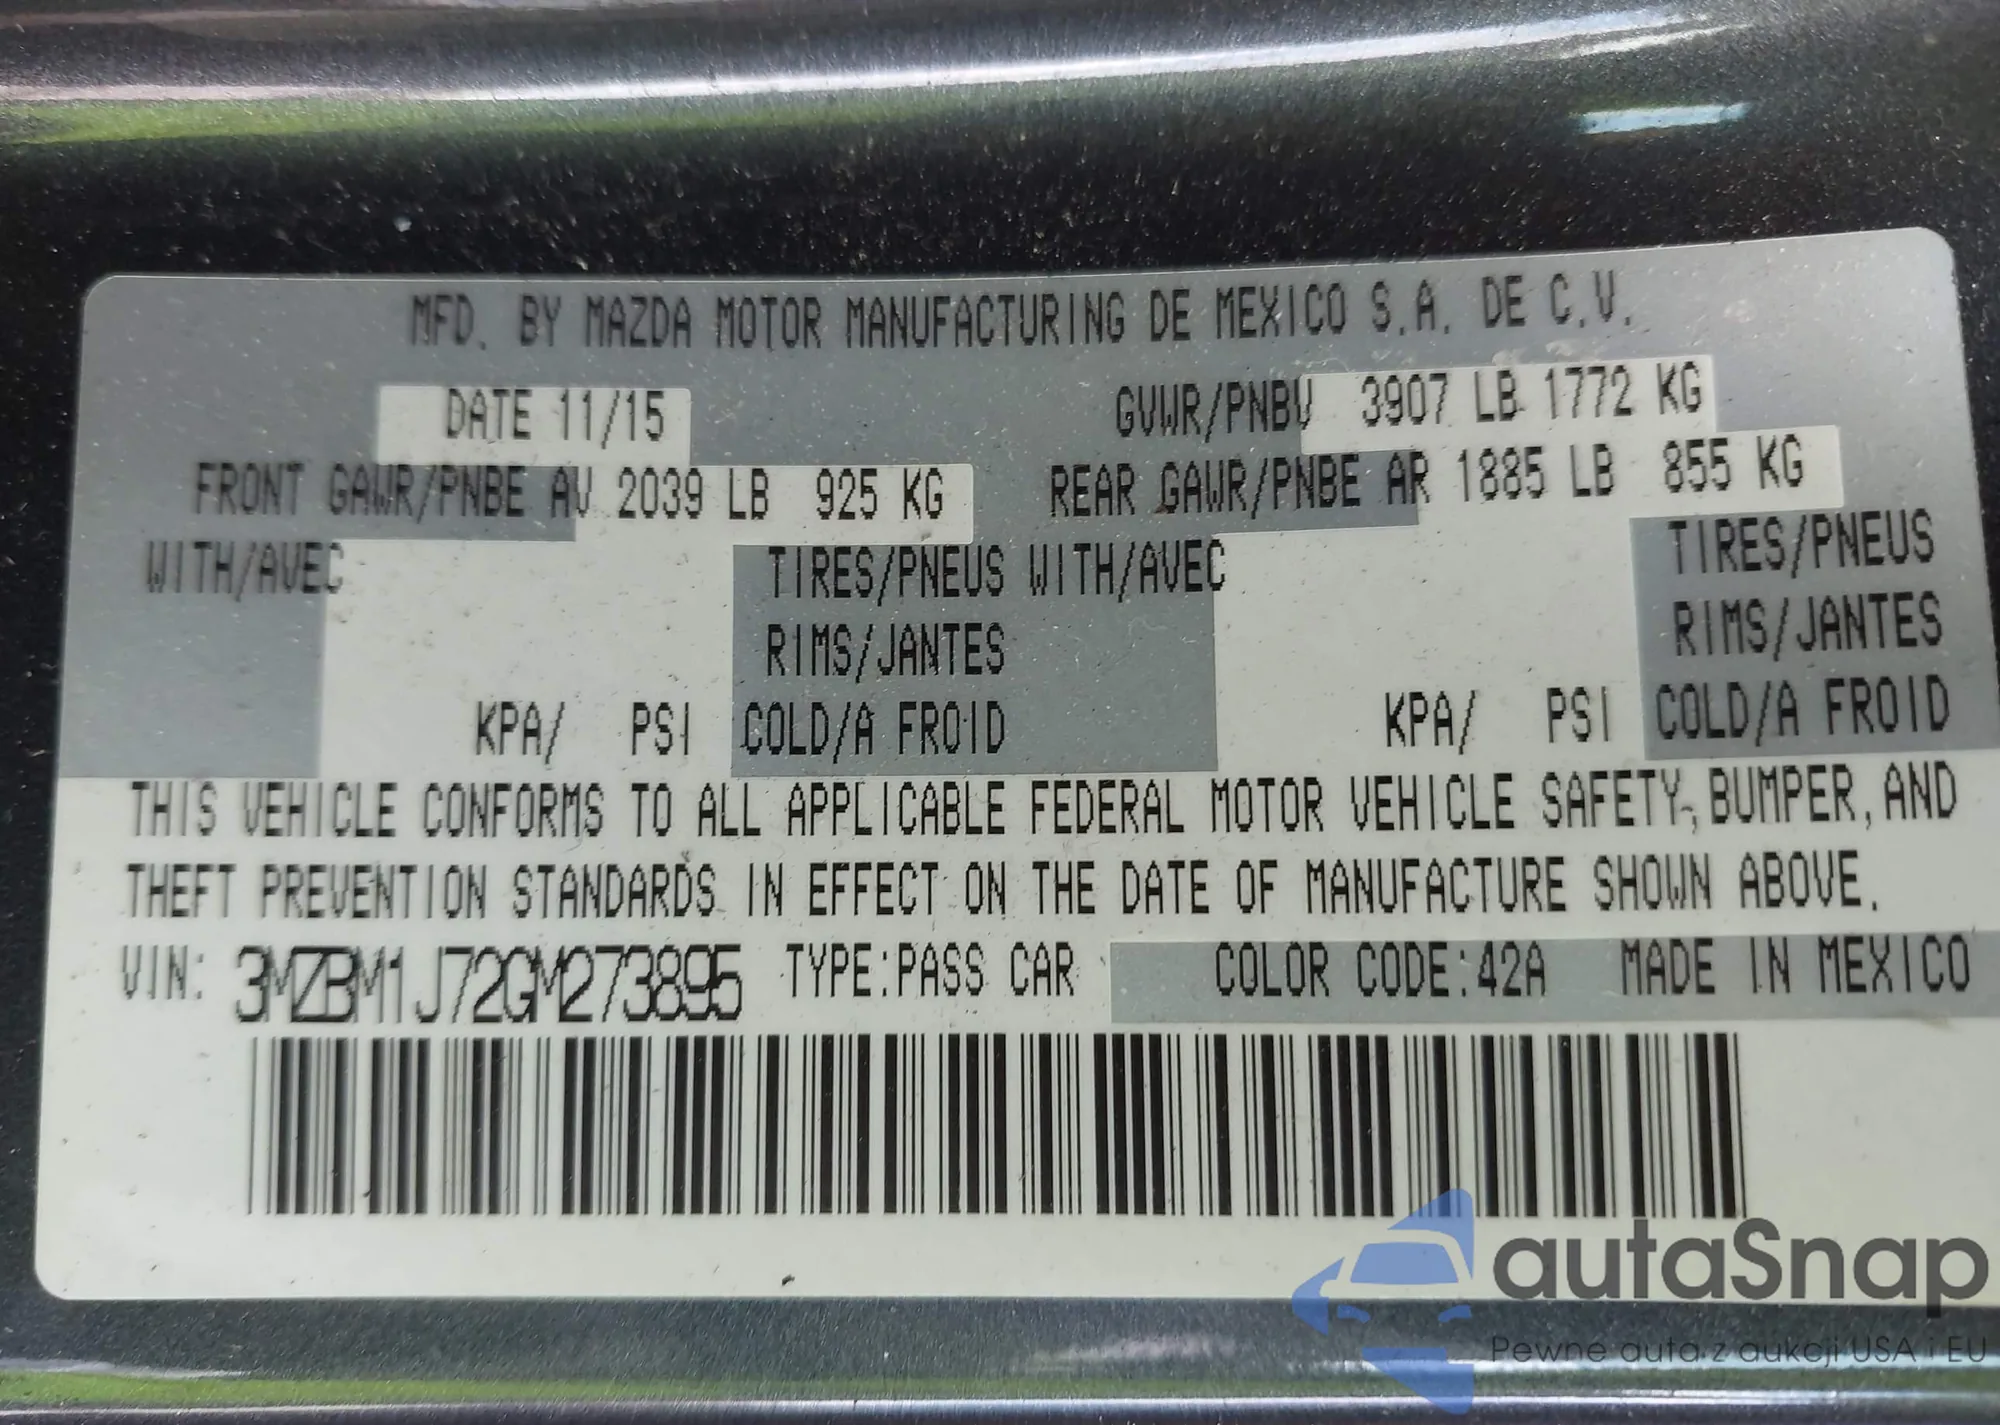 MFD. BY MAZDA MOTOR MANUFACTURING DE MEXICO S.A. DE C.V.
DATE 11/15 GVWR/PNBV 3907 LB 1772 KG
FRONT GAWR/PNBE AV 2039 LB 925 KG REAR GAWR/PNBE AR 1885 LB 855 KG
WITH/AVEC TIRES/PNEUS WITH/AVEC TIRES/PNEUS
RIMS/JANTES RIMS/JANTES
KPA/ PSI COLD/A FROID KPA/ PSI COLD/A FROID
THIS VEHICLE CONFORMS TO ALL APPLICABLE FEDERAL MOTOR VEHICLE SAFETY, BUMPER, AND
THEFT PREVENTION STANDARDS IN EFFECT ON THE DATE OF MANUFACTURE SHOWN ABOVE.
VIN: 3MZBM1J72GM273895 TYPE:PASS CAR COLOR CODE:42A MADE IN MEXICO
autaSnap
Pewne auta z aukcji USA i EU